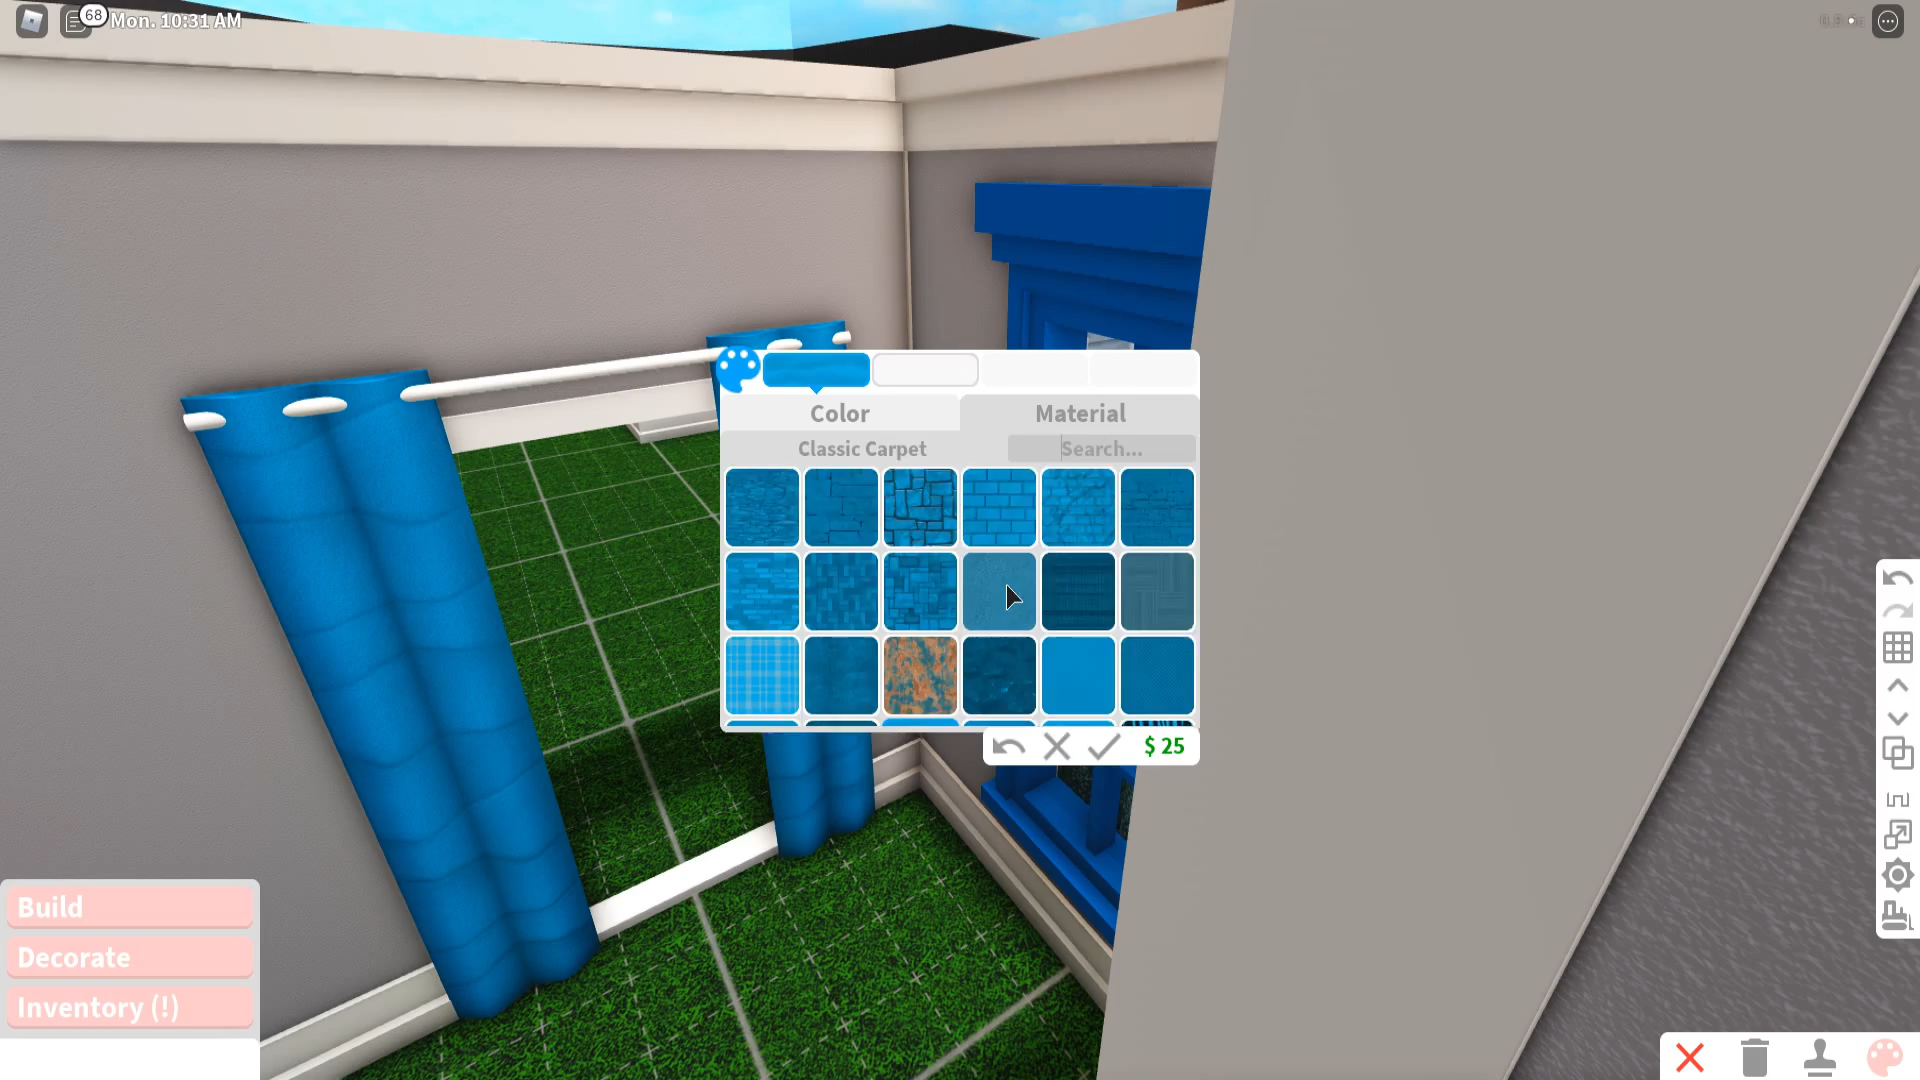 68
Mon. 10:31 AM
Color
Material
Classic Carpet
Search...
$ 25
Build
Decorate
Inventory (!)